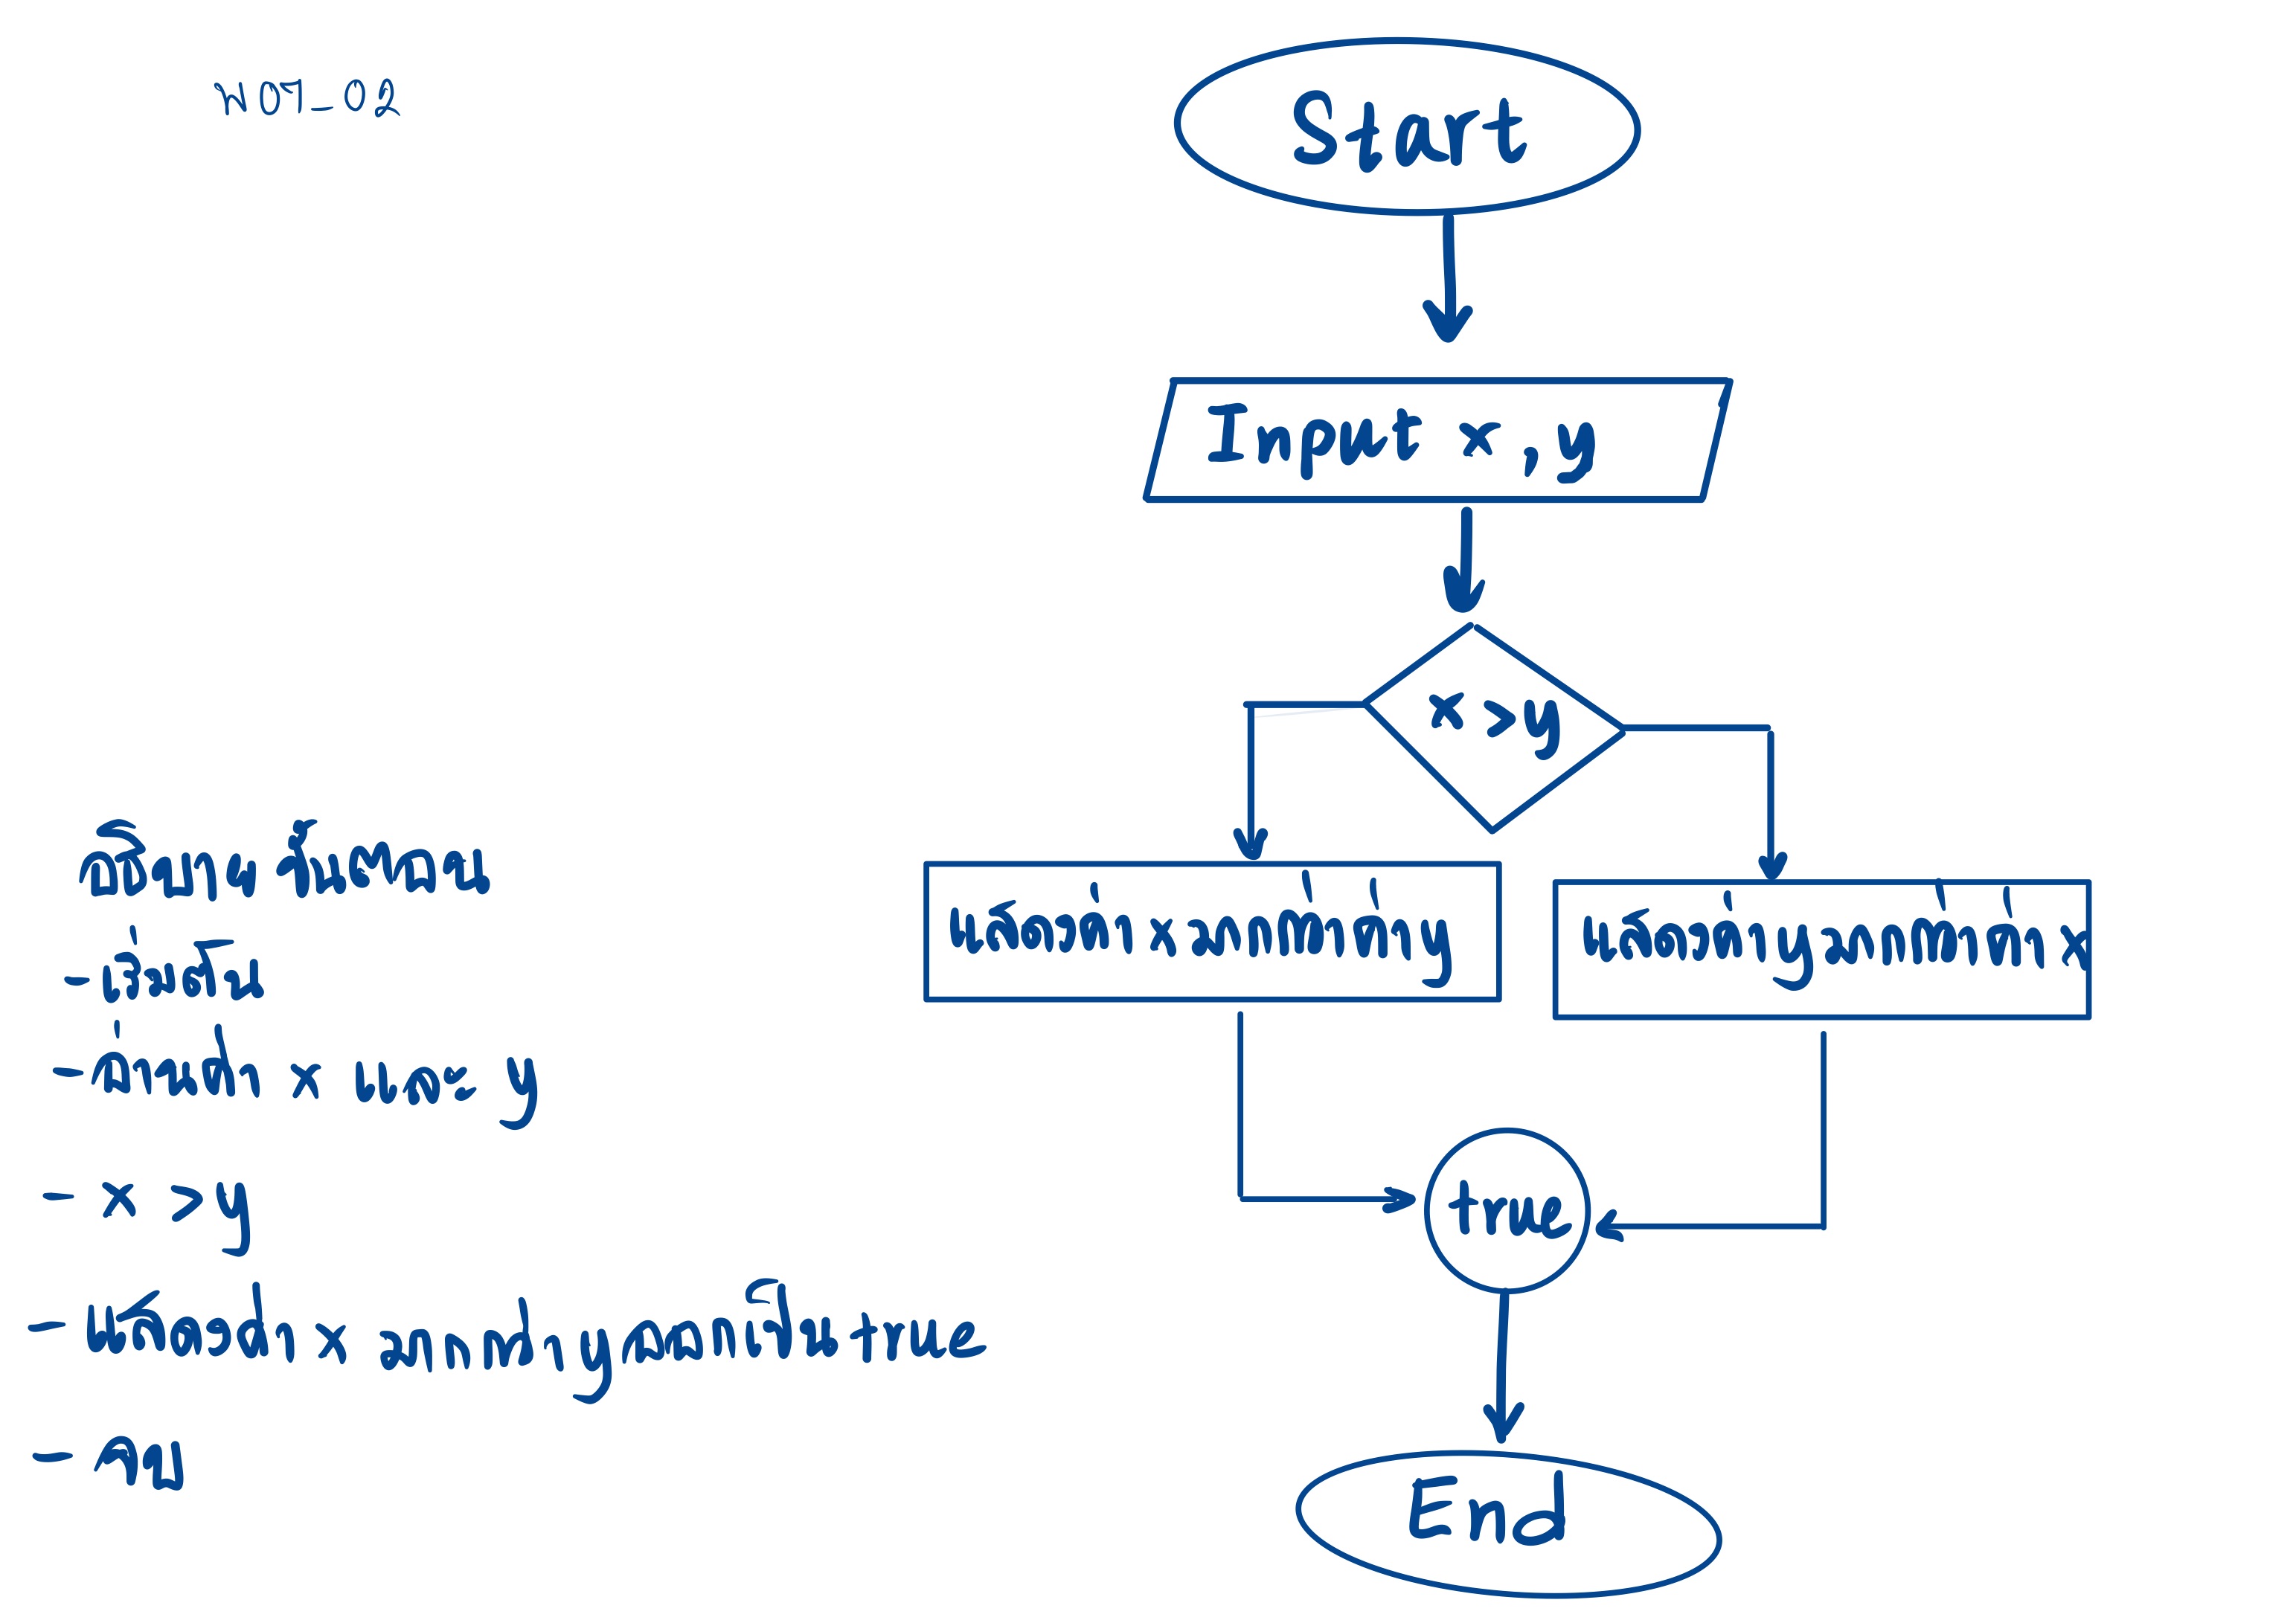 W01_02
Start
Input x , y
x > y
แสดงค่า x มากกว่าค่า y
แสดงค่า y มากกว่าค่า x
true
End
อธิบาย ขั้นตอน
- เริ่มต้น
- อ่านค่า x และ y
- x > y
- แสดงค่า x มากกว่า y ออกเป็น true
- จบ